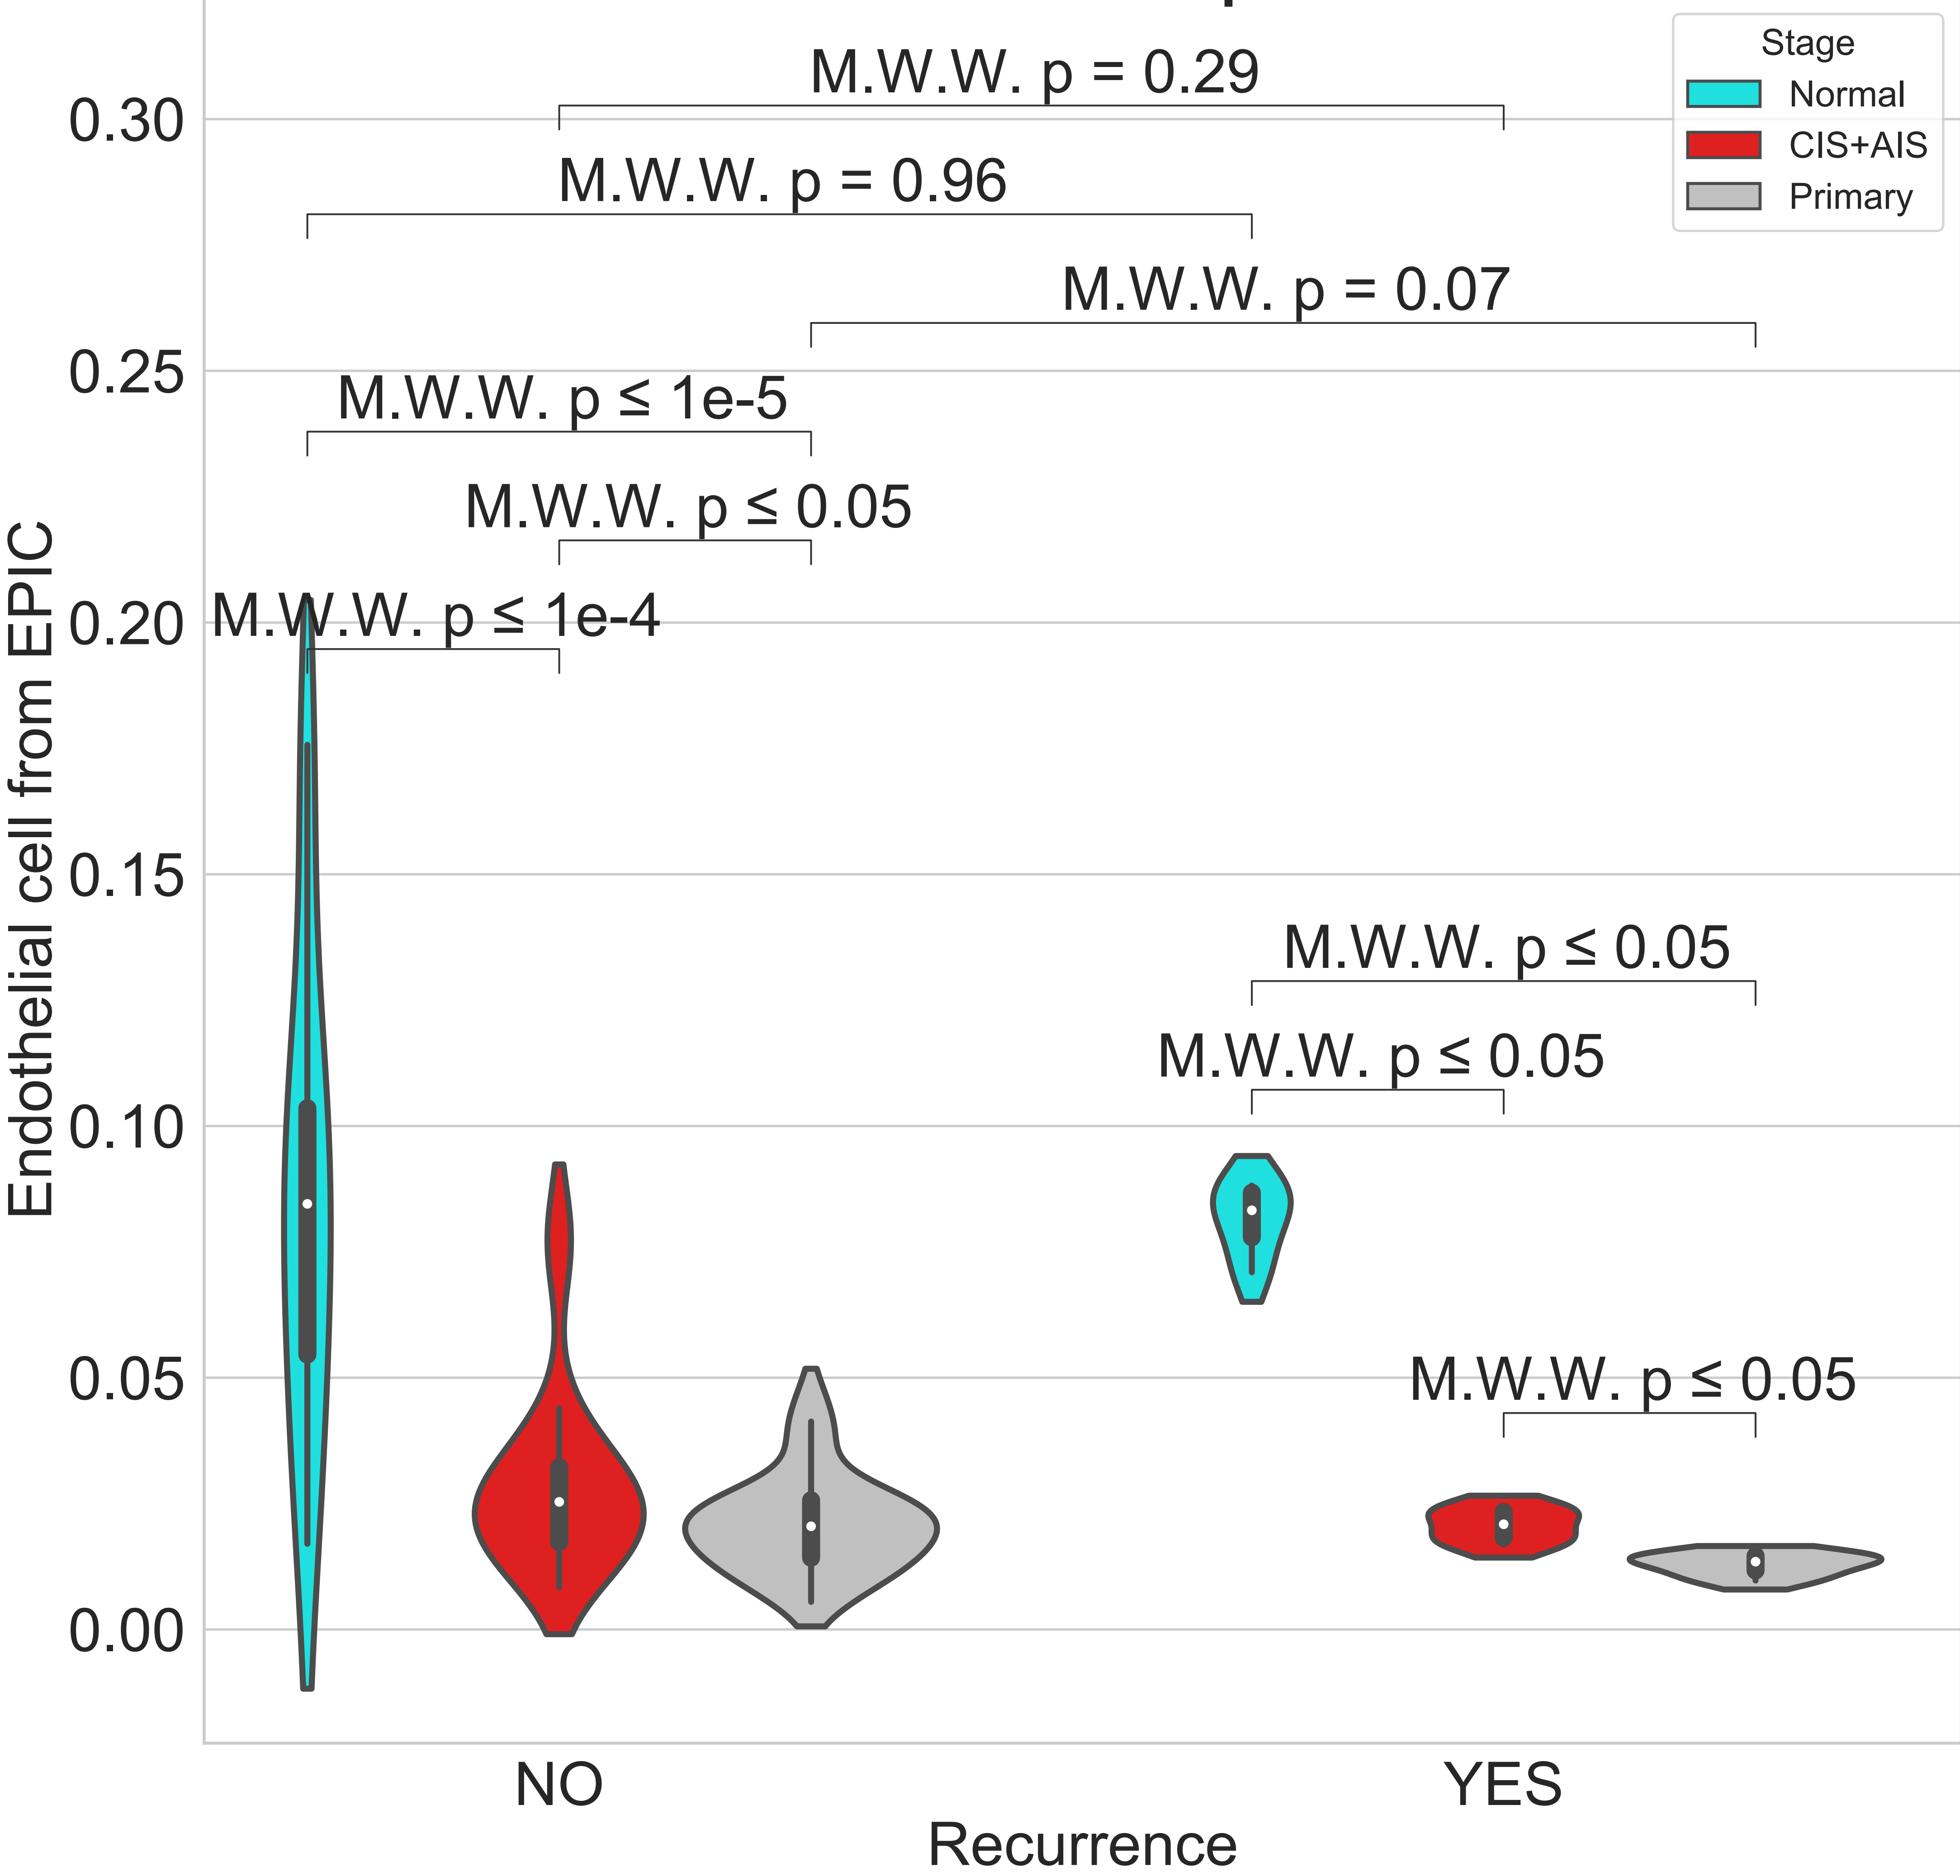 M.W.W. p = 0.29
Stage
Normal
CIS+AIS
Primary
0.30
M.W.W. p = 0.96
M.W.W. p = 0.07
0.25
M.W.W. p ≤ 1e-5
M.W.W. p ≤ 0.05
0.20
M.W.W. p ≤ 1e-4
Endothelial cell from EPIC
0.15
M.W.W. p ≤ 0.05
M.W.W. p ≤ 0.05
0.10
0.05
M.W.W. p ≤ 0.05
0.00
NO
YES
Recurrence